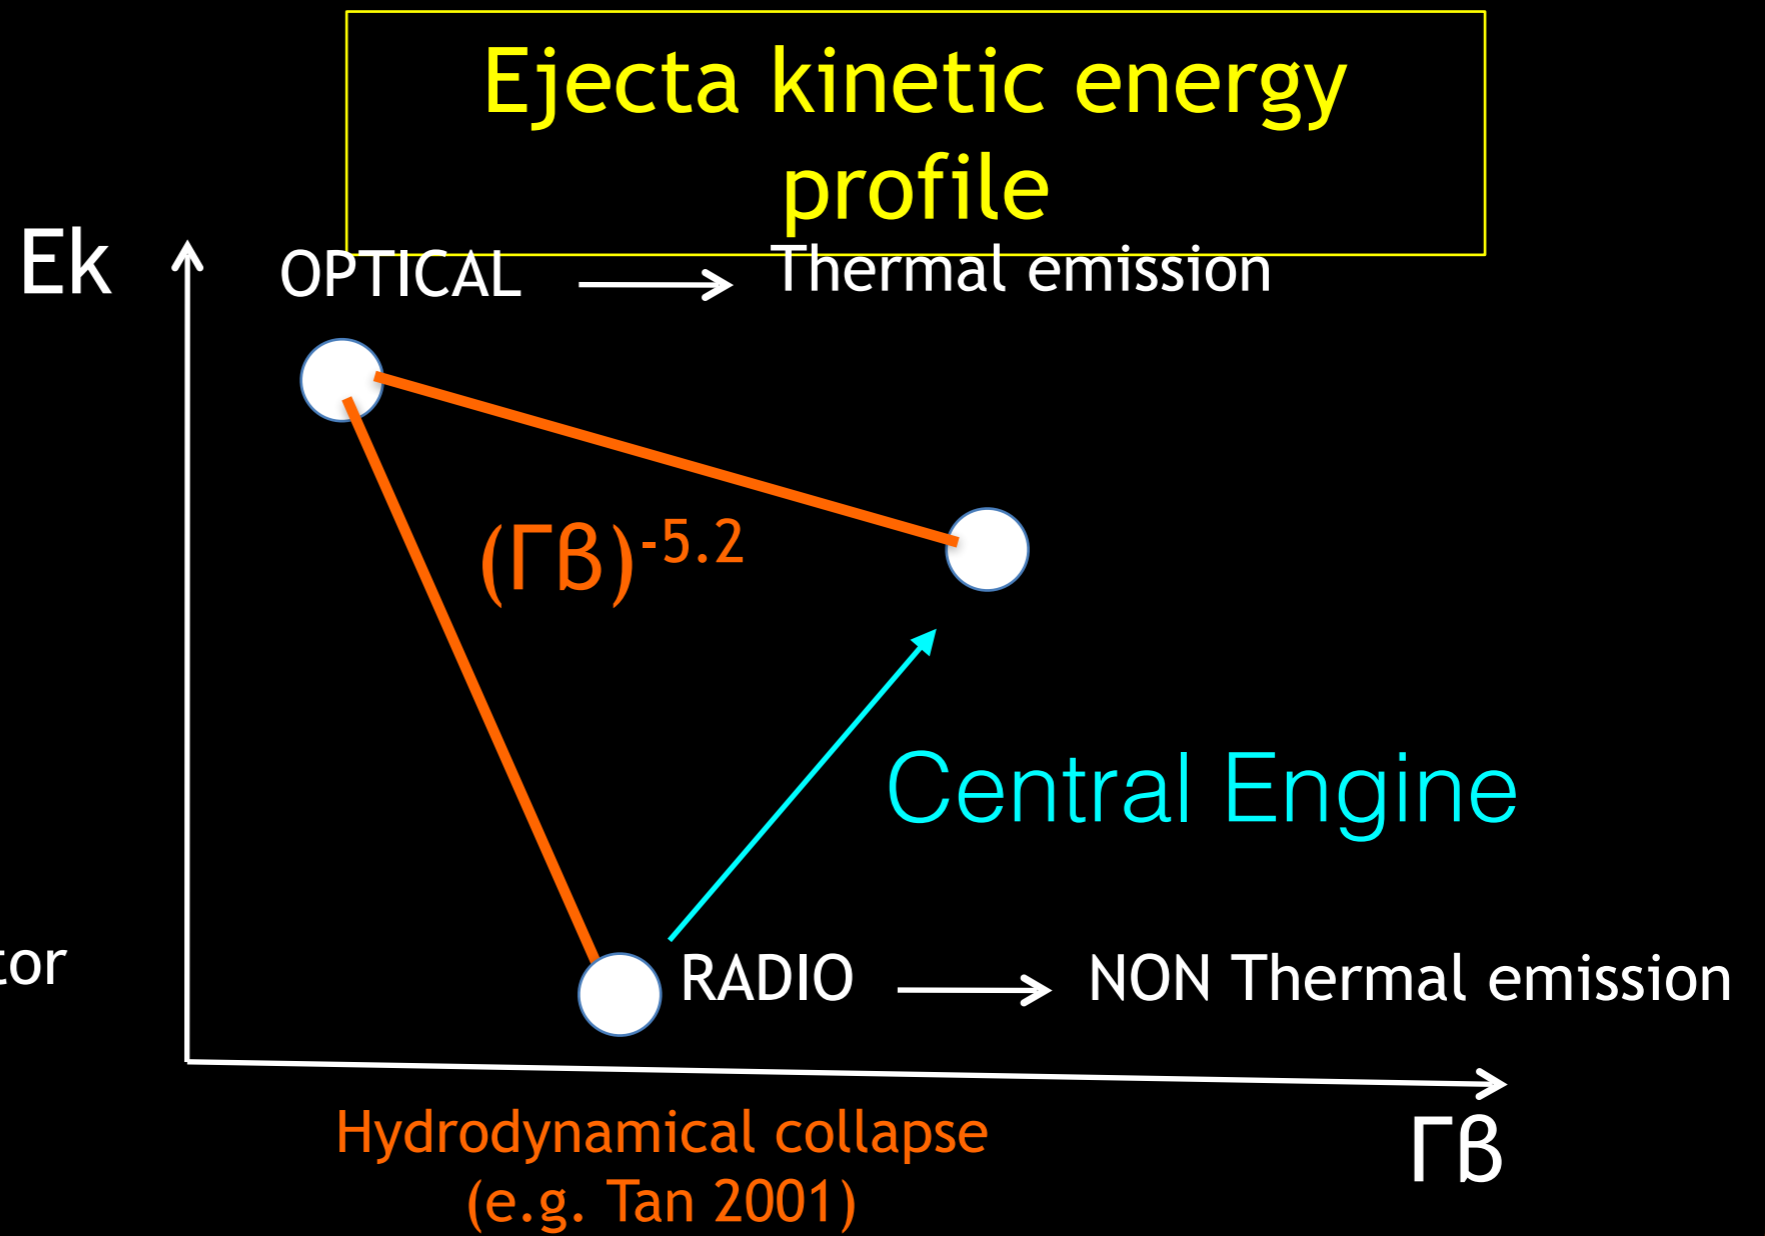 Ejecta kinetic energy
profile
Ek
OPTICAL
Thermal emission
(Γβ)^-5.2
Central Engine
tor
RADIO
NON Thermal emission
Hydrodynamical collapse
(e.g. Tan 2001)
Γβ